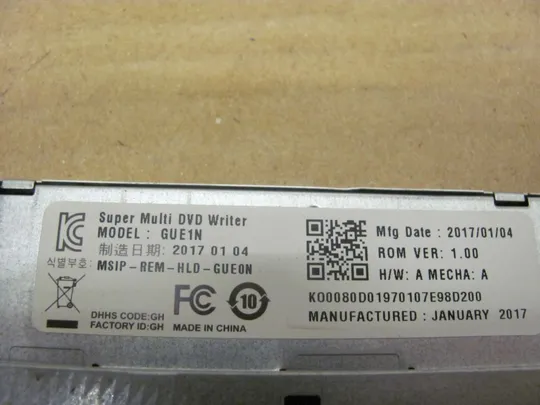 Super Multi DVD Writer
MODEL : GUE1N
制造日期: 2017 01 04
식별부호: MSIP-REM-HLD-GUE0N
FC
10
DHHS CODE:GH
FACTORY ID:GH MADE IN CHINA
Mfg Date : 2017/01/04
ROM VER: 1.00
H/W: A MECHA: A
KO0080D01970107E98D200
MANUFACTURED : JANUARY 2017